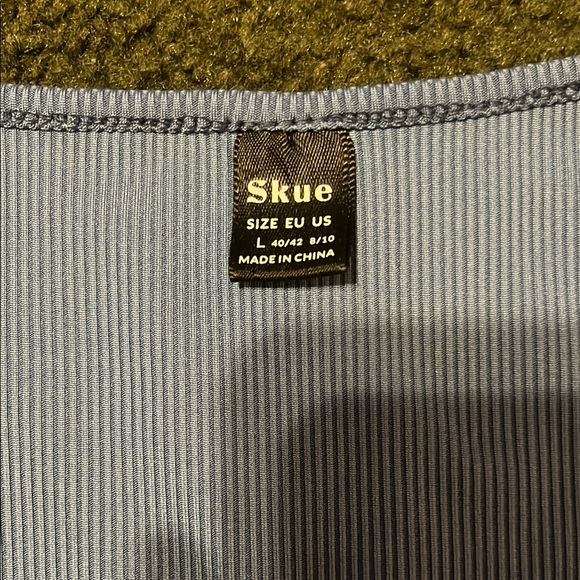 Skue
SIZE EU US
L 40/42 8/10
MADE IN CHINA